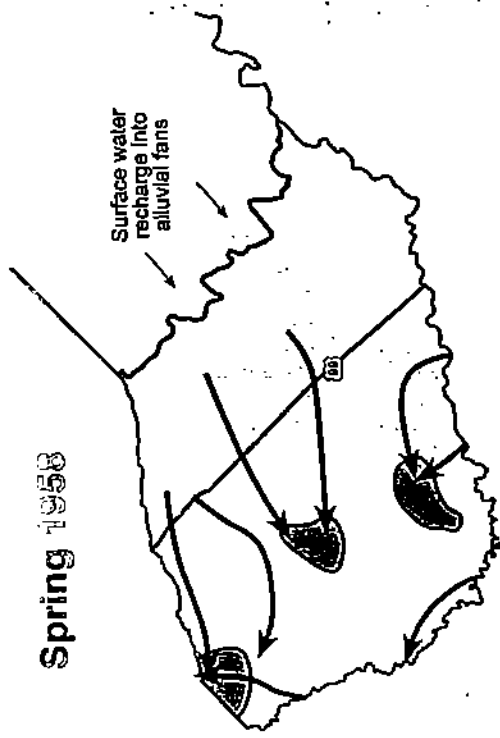 Spring 1958
Surface water
recharge into
alluvial fans
99